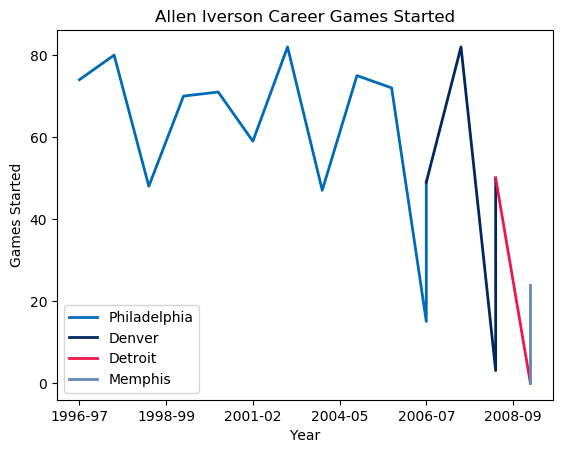 Allen Iverson Career Games Started
80
60
40
20
0
Games Started
Philadelphia
Denver
Detroit
Memphis
1996-97 1998-99 2001-02 2004-05 2006-07 2008-09
Year